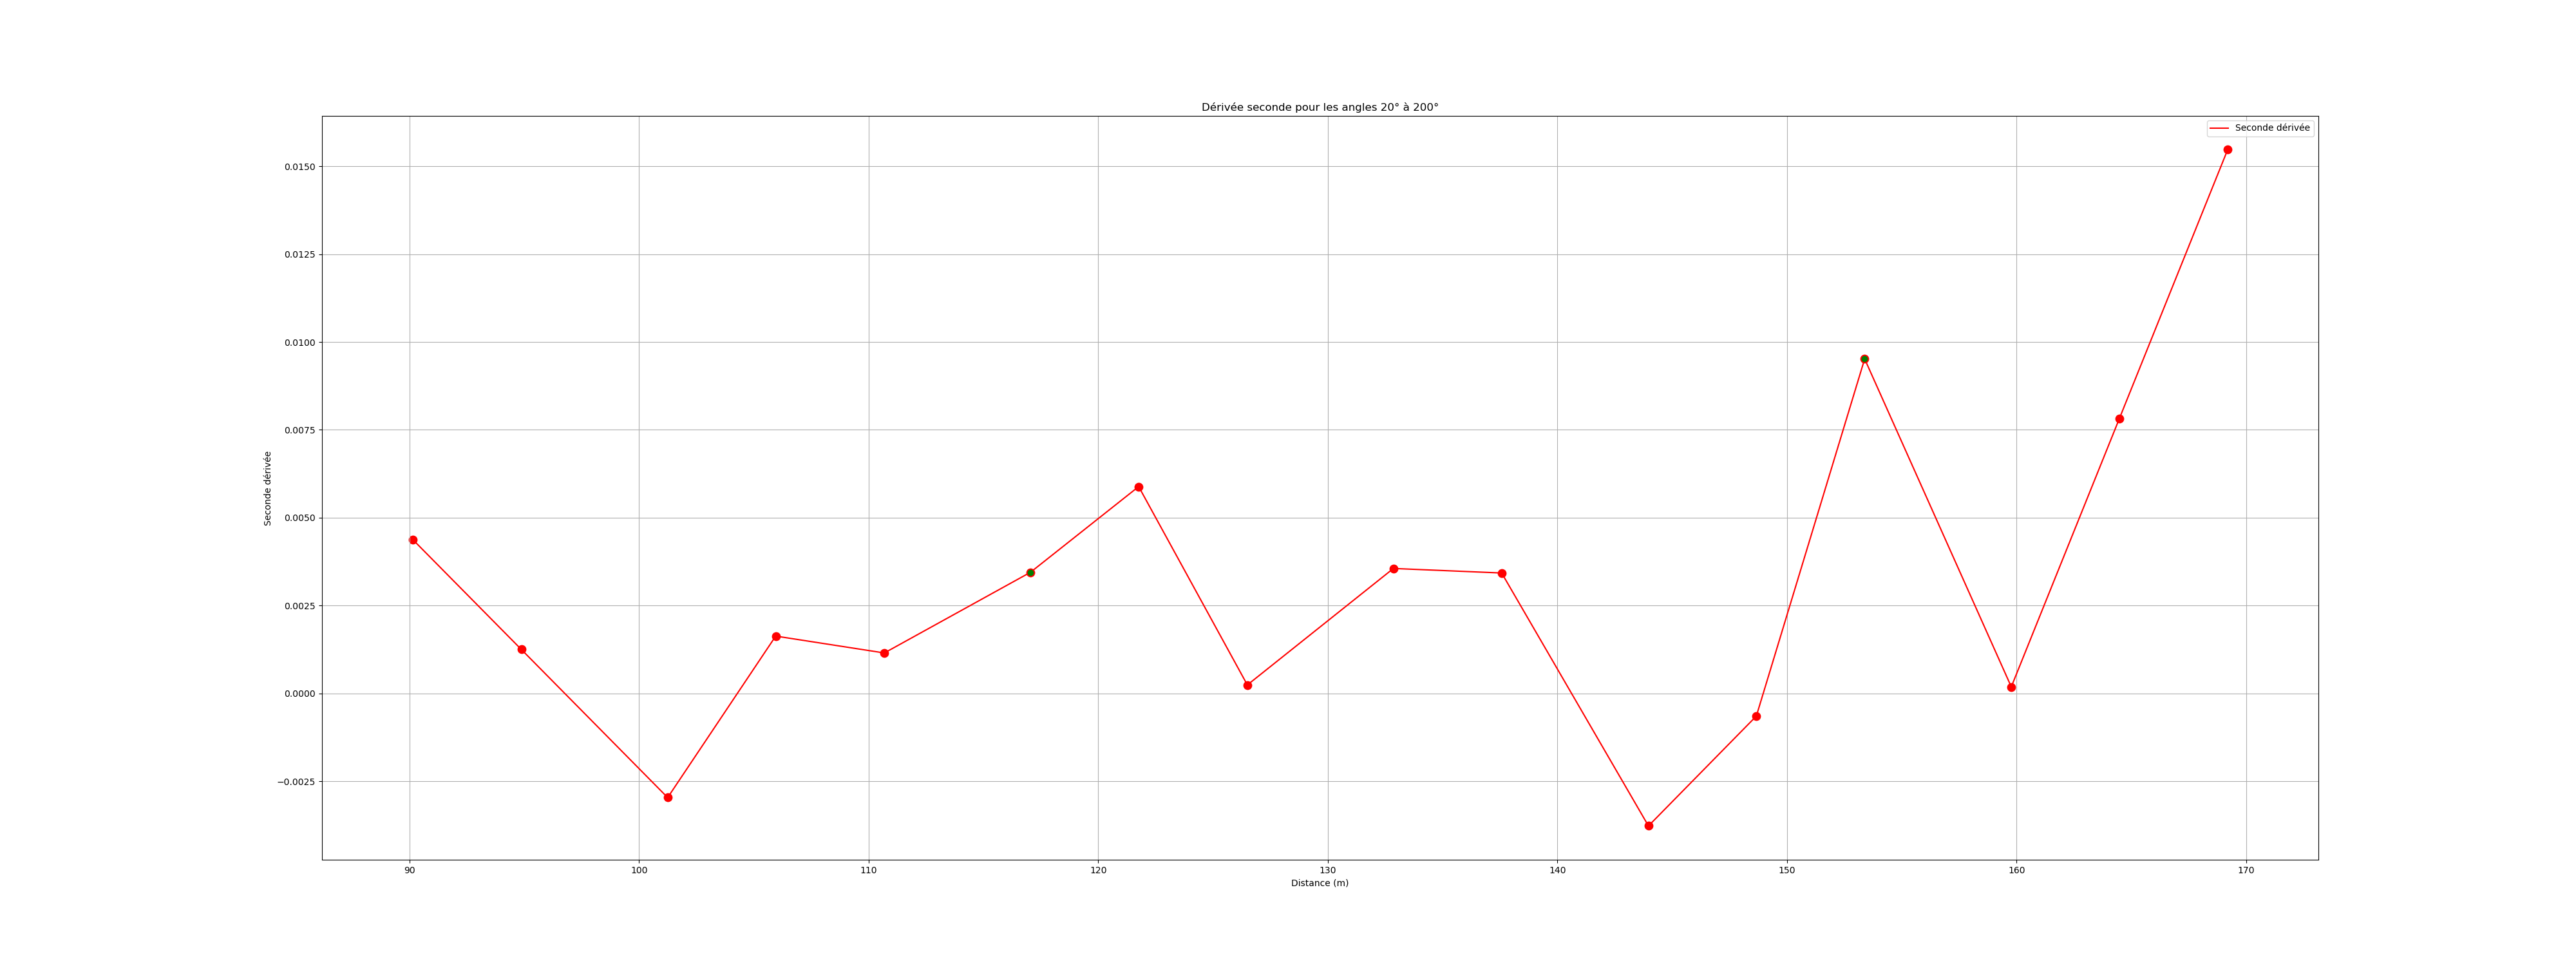 Dérivée seconde pour les angles 20° à 200°
Seconde dérivée
0.0150
0.0125
0.0100
0.0075
0.0050
0.0025
0.0000
−0.0025
Seconde dérivée
90 100 110 120 130 140 150 160 170
Distance (m)